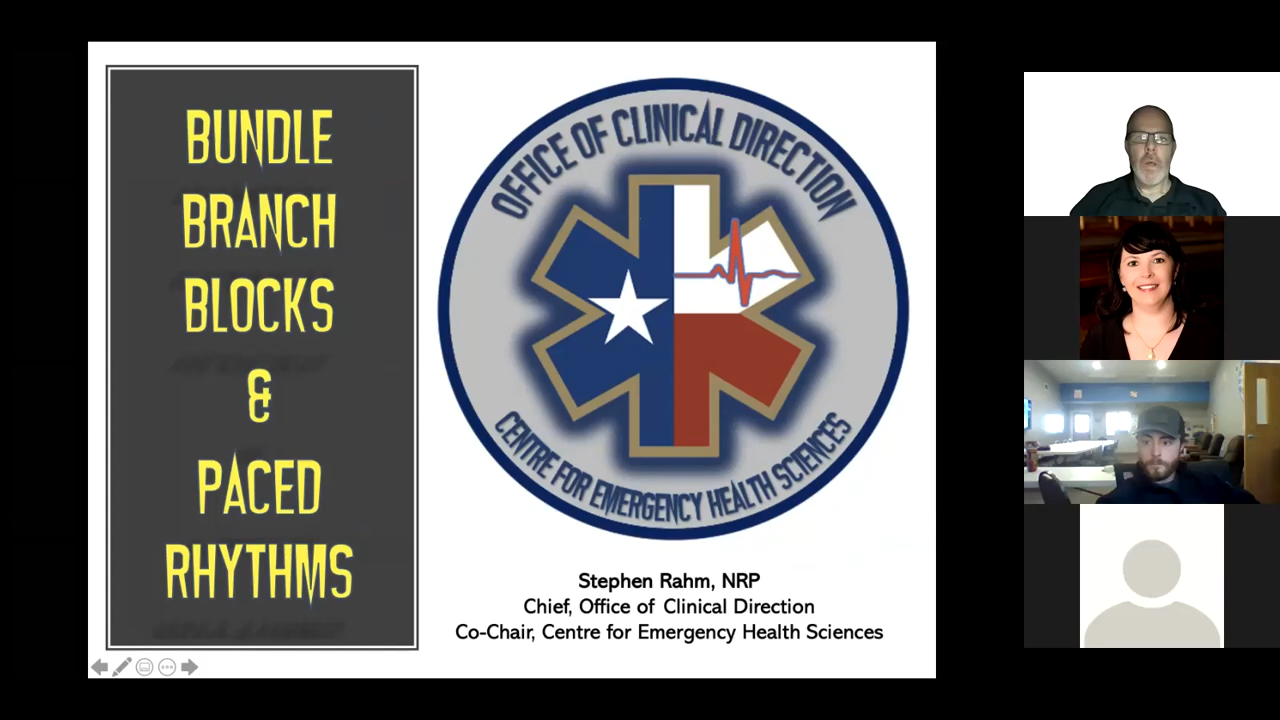 BUNDLE
BRANCH
BLOCKS
&
PACED
RHYTHMS
OFFICE OF CLINICAL DIRECTION
CENTRE FOR EMERGENCY HEALTH SCIENCES
Stephen Rahm, NRP
Chief, Office of Clinical Direction
Co-Chair, Centre for Emergency Health Sciences